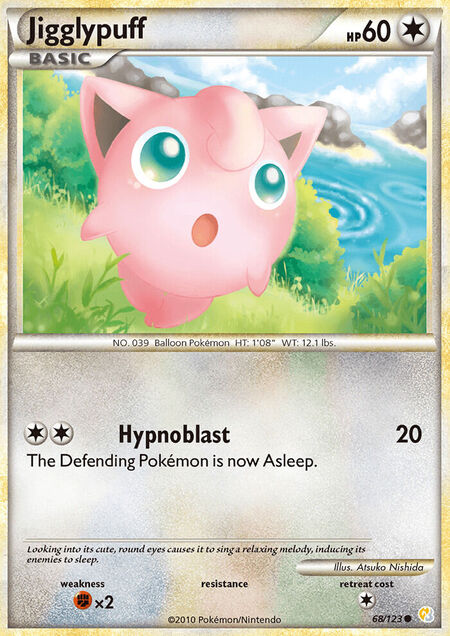 Jigglypuff HP 60
BASIC
NO. 039 Balloon Pokémon HT: 1'08" WT: 12.1 lbs.
Hypnoblast 20
The Defending Pokémon is now Asleep.
Looking into its cute, round eyes causes it to sing a relaxing melody, inducing its
enemies to sleep.
Illus. Atsuko Nishida
weakness resistance retreat cost
×2
©2010 Pokémon/Nintendo 68/123